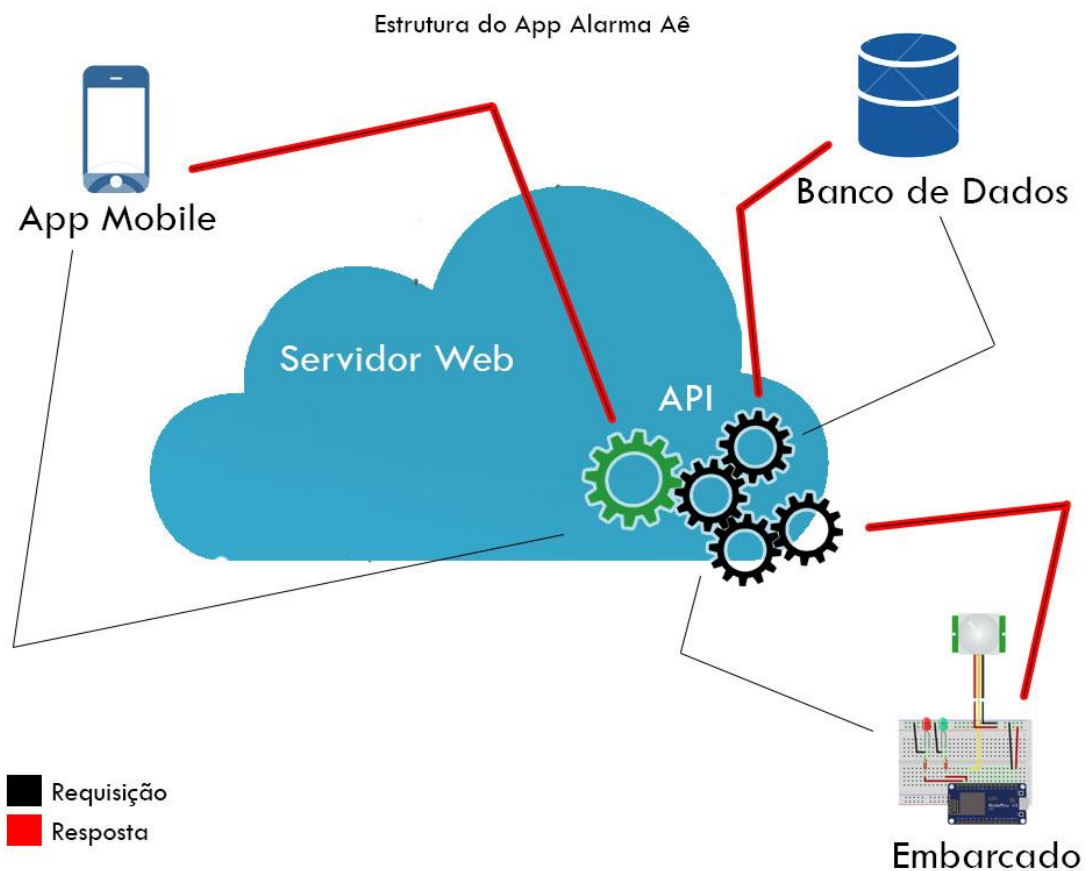 Estrutura do App Alarma Aê
App Mobile
Banco de Dados
Servidor Web
API
Requisição
Resposta
Embarcado